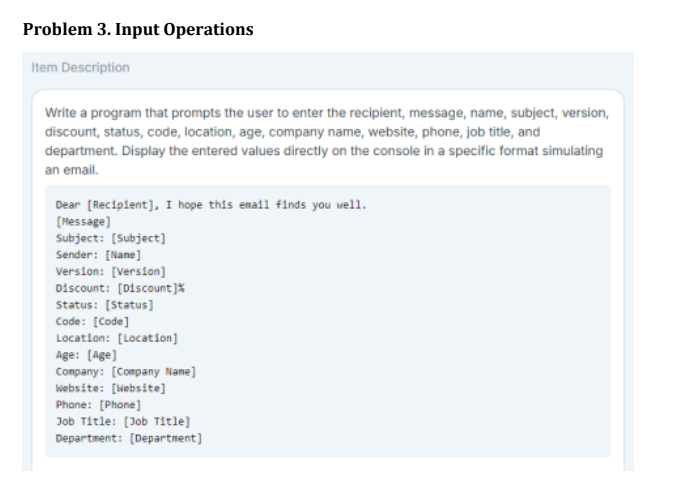 Problem 3. Input Operations
Item Description
Write a program that prompts the user to enter the recipient, message, name, subject, version,
discount, status, code, location, age, company name, website, phone, job title, and
department. Display the entered values directly on the console in a specific format simulating
an email.
Dear [Recipient], I hope this email finds you well.
[Message]
Subject: [Subject]
Sender: [Name]
Version: [Version]
Discount: [Discount]%
Status: [Status]
Code: [Code]
Location: [Location]
Age: [Age]
Company: [Company Name]
Website: [Website]
Phone: [Phone]
Job Title: [Job Title]
Department: [Department]